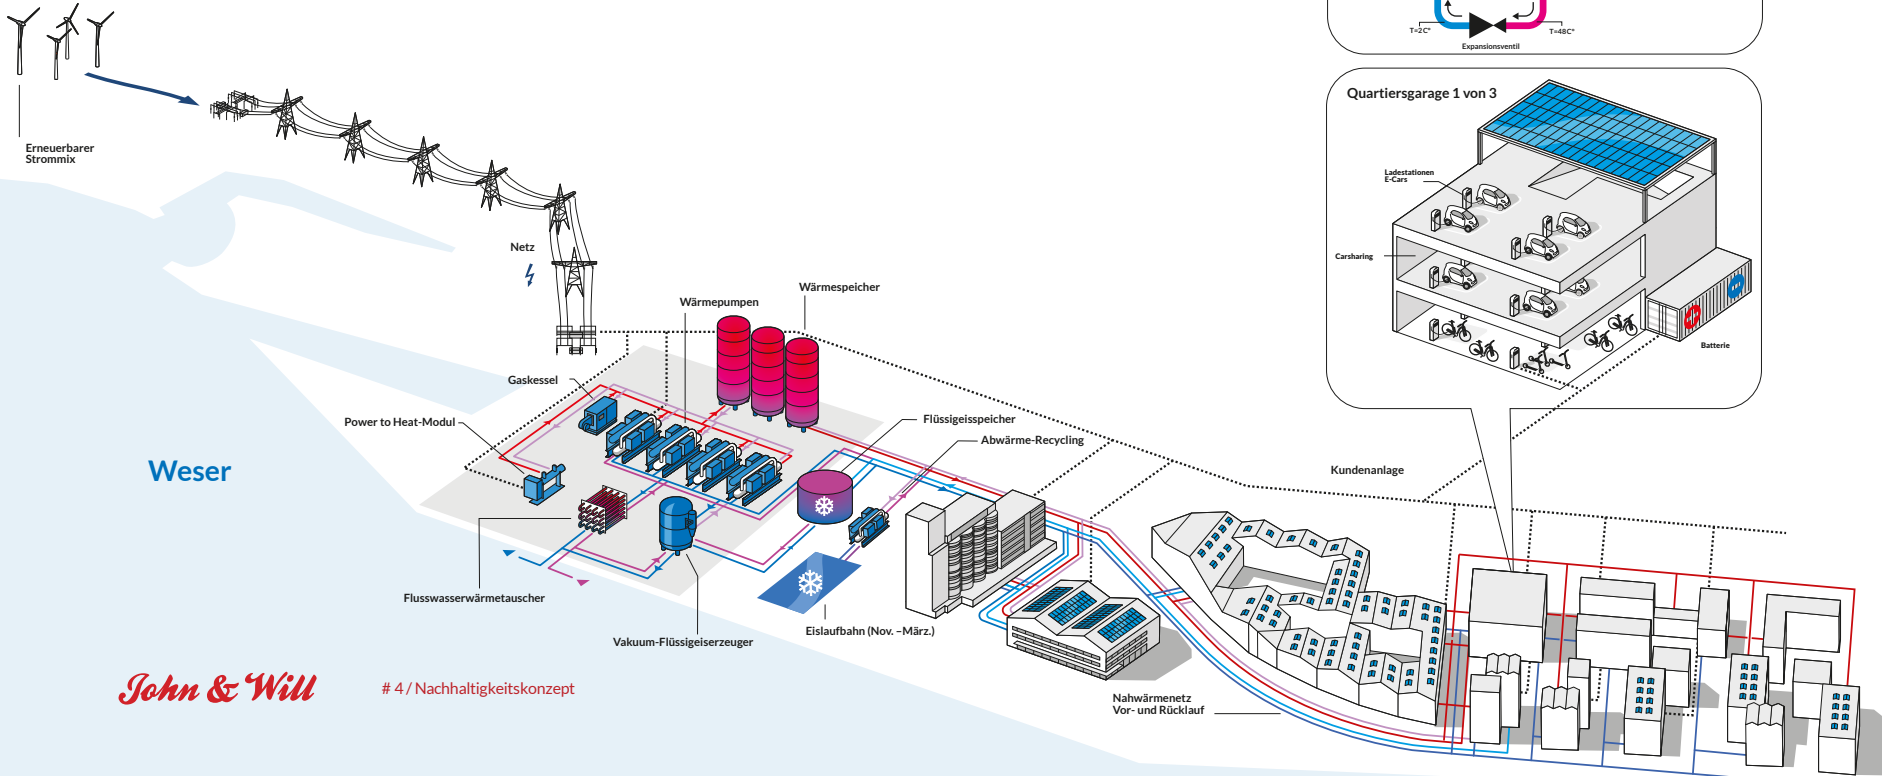 T=2C°
T=48C°
Expansionsventil
Quartiersgarage 1 von 3
Ladestationen
E-Cars
Carsharing
Batterie
Erneuerbarer
Strommix
Netz
Wärmespeicher
Wärmepumpen
Gaskessel
Power to Heat-Modul
Flüssigeisspeicher
Abwärme-Recycling
Kundenanlage
Weser
Flusswasserwärmetauscher
Eislaufbahn (Nov. –März.)
Vakuum-Flüssigeiserzeuger
John & Will
# 4 / Nachhaltigkeitskonzept
Nahwärmenetz
Vor- und Rücklauf